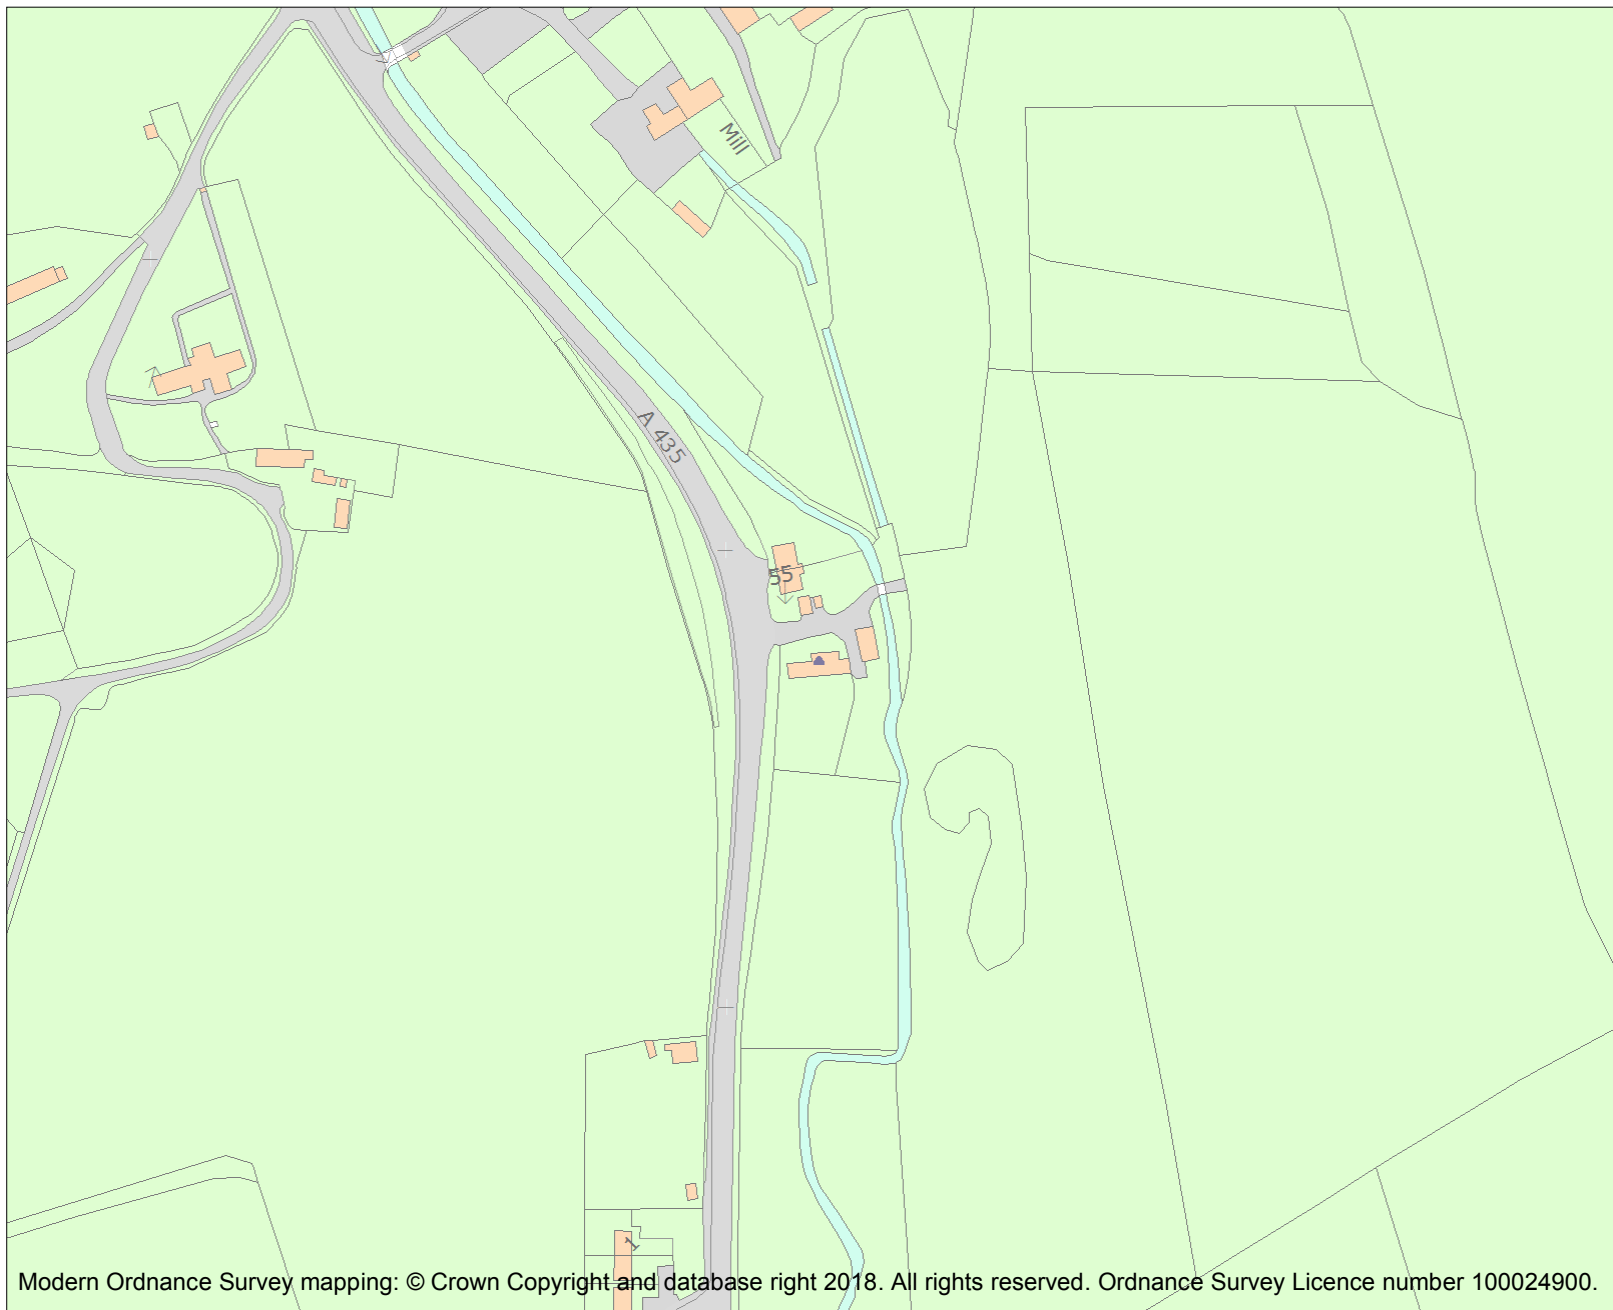 Mill
A 435
55
1
Modern Ordnance Survey mapping: © Crown Copyright and database right 2018. All rights reserved. Ordnance Survey Licence number 100024900.